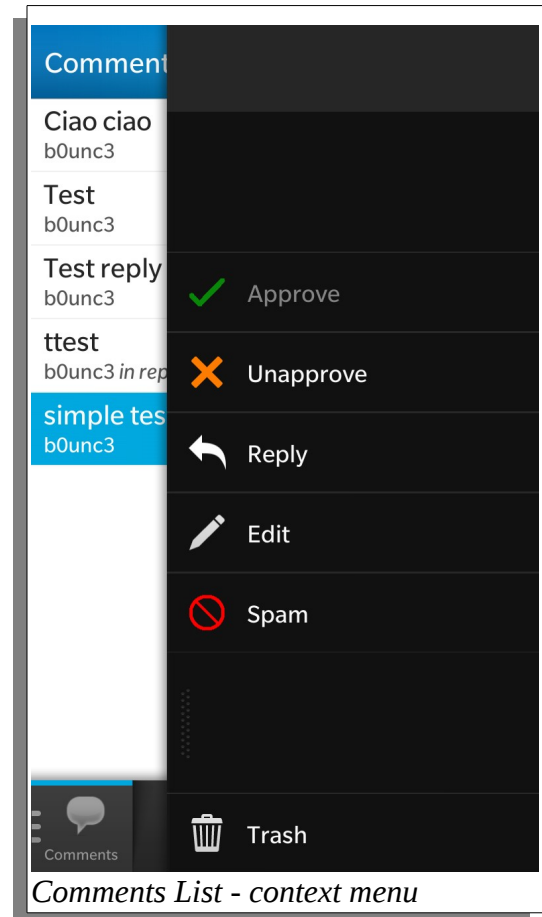 Comment
Ciao ciao
b0unc3
Test
b0unc3
Test reply
b0unc3
ttest
b0unc3 in rep
simple tes
b0unc3
Approve
Unapprove
Reply
Edit
Spam
Trash
Comments
Comments List - context menu